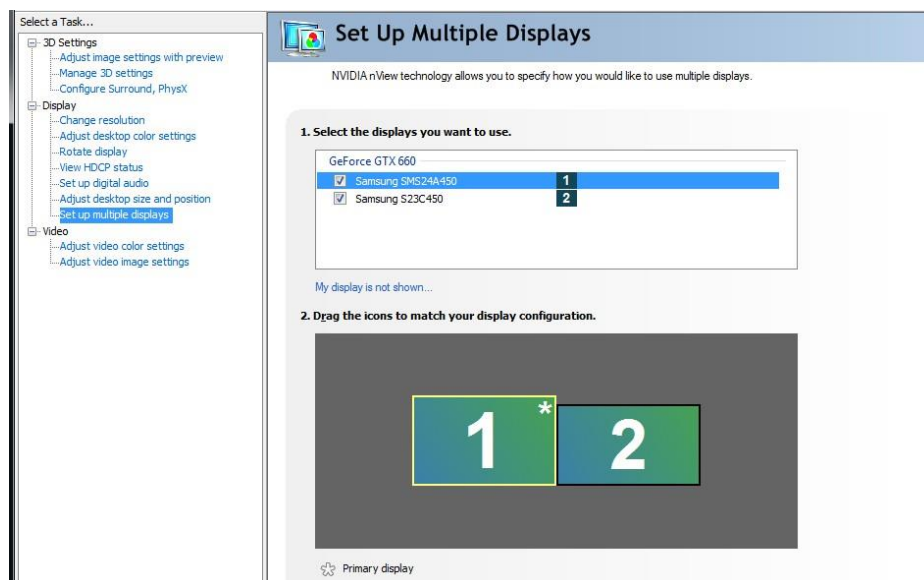 Select a Task...
3D Settings
Adjust image settings with preview
Manage 3D settings
Configure Surround, PhysX
Display
Change resolution
Adjust desktop color settings
Rotate display
View HDCP status
Set up digital audio
Adjust desktop size and position
Set up multiple displays
Video
Adjust video color settings
Adjust video image settings
Set Up Multiple Displays
NVIDIA nView technology allows you to specify how you would like to use multiple displays.
1. Select the displays you want to use.
GeForce GTX 660
Samsung SMS24A450 1
Samsung S23C450 2
My display is not shown...
2. Drag the icons to match your display configuration.
1 * 2
Primary display